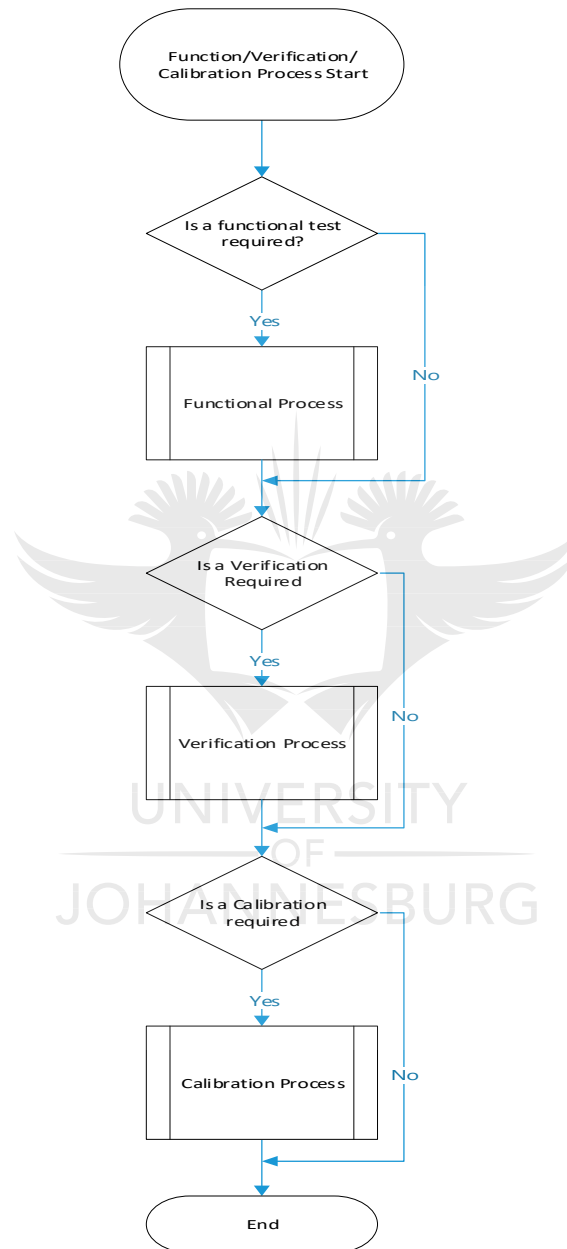 Function/Verification/
Calibration Process Start
Is a functional test
required?
Yes
No
Functional Process
Is a Verification
Required
Yes
No
Verification Process
UNIVERSITY
OF
JOHANNESBURG
Is a Calibration
required
Yes
No
Calibration Process
End